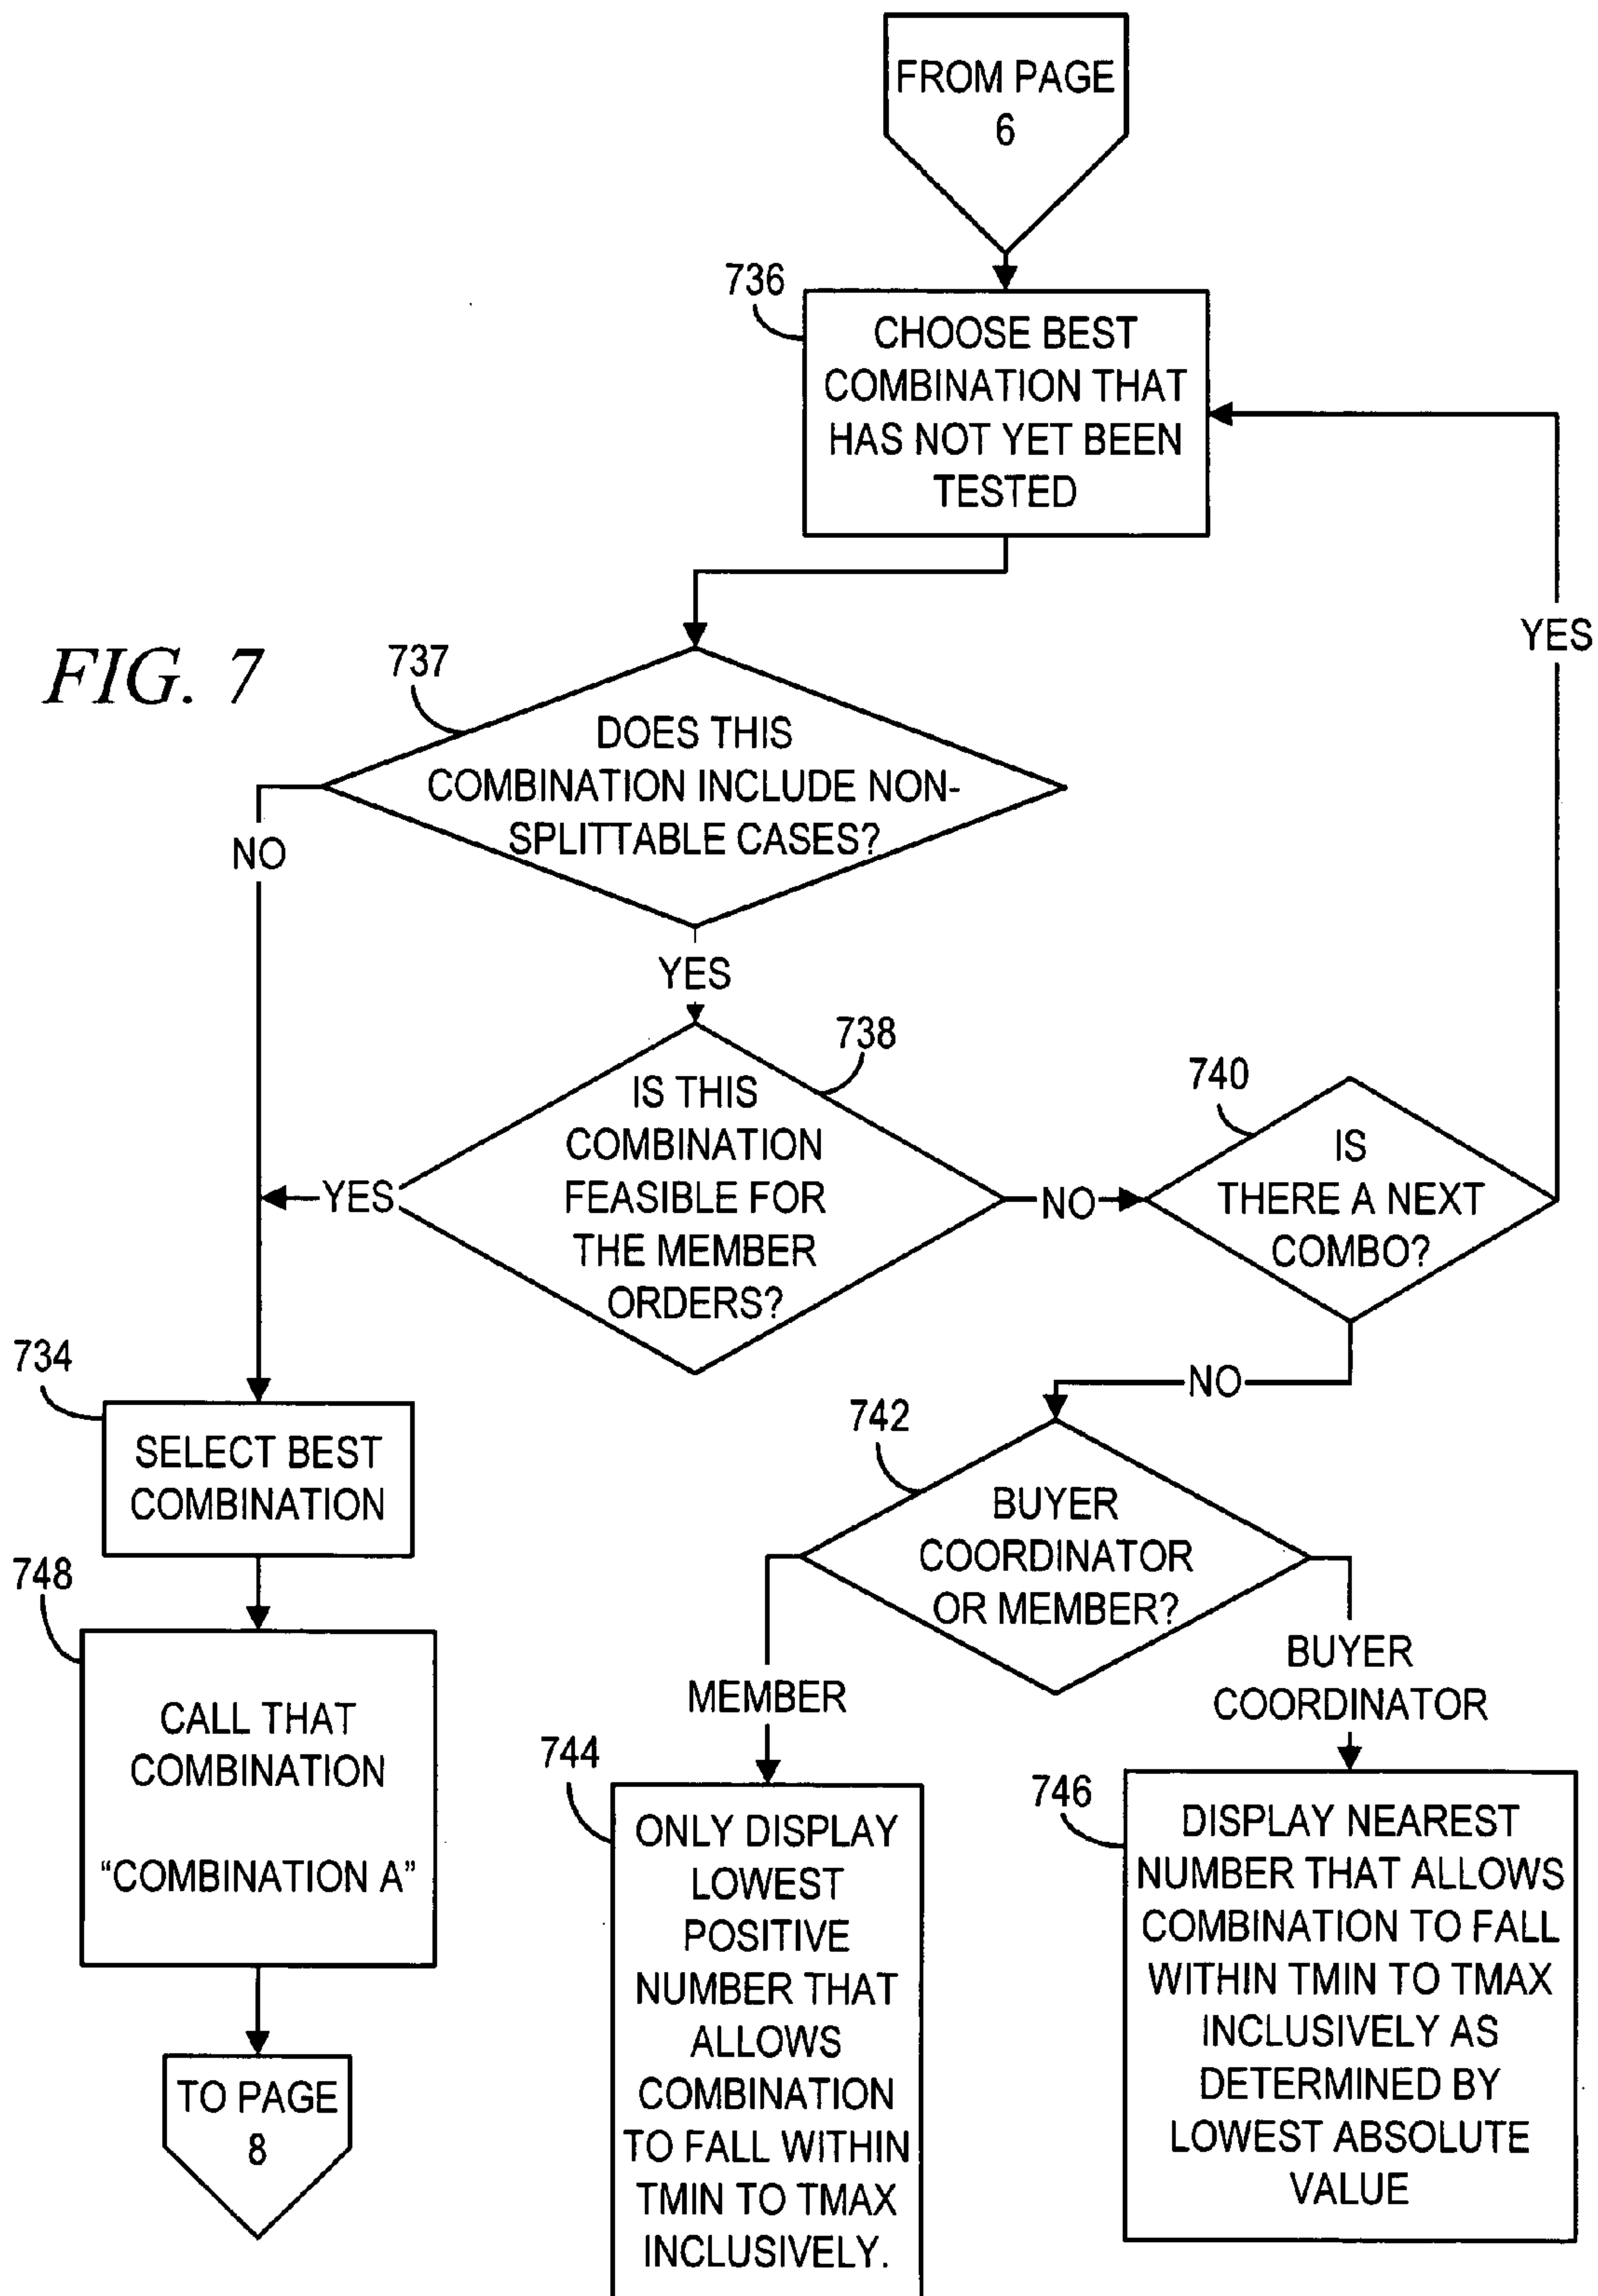 FROM PAGE
6
736
CHOOSE BEST
COMBINATION THAT
HAS NOT YET BEEN
TESTED
YES
FIG. 7
737
DOES THIS
COMBINATION INCLUDE NON-
SPLITTABLE CASES?
NO
YES
738
IS THIS
COMBINATION
FEASIBLE FOR
THE MEMBER
ORDERS?
YES
NO
740
IS
THERE A NEXT
COMBO?
NO
734
SELECT BEST
COMBINATION
742
BUYER
COORDINATOR
OR MEMBER?
748
CALL THAT
COMBINATION
“COMBINATION A”
MEMBER
BUYER
COORDINATOR
744
ONLY DISPLAY
LOWEST
POSITIVE
NUMBER THAT
ALLOWS
COMBINATION
TO FALL WITHIN
TMIN TO TMAX
INCLUSIVELY.
746
DISPLAY NEAREST
NUMBER THAT ALLOWS
COMBINATION TO FALL
WITHIN TMIN TO TMAX
INCLUSIVELY AS
DETERMINED BY
LOWEST ABSOLUTE
VALUE
TO PAGE
8